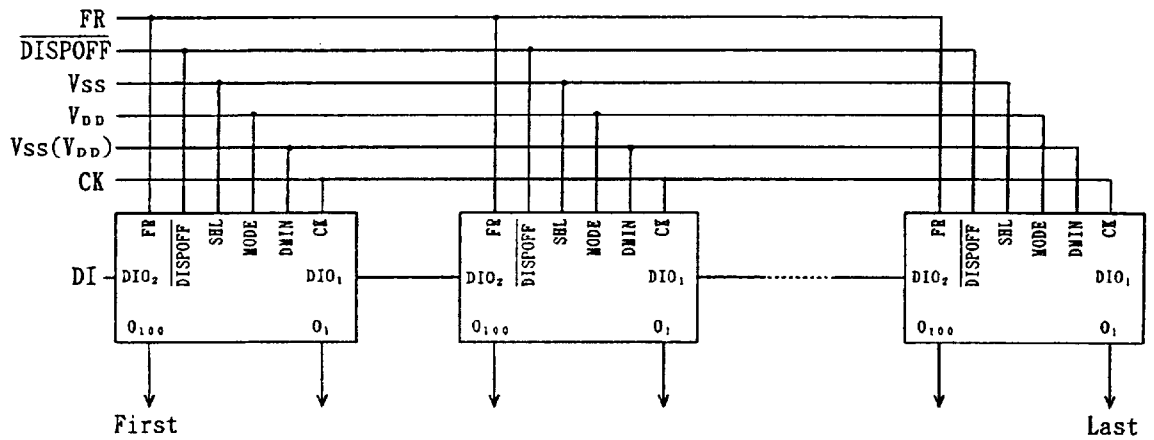 FR
DISPOFF
Vss
VDD
Vss(VDD)
CK
FR DISPOFF SHL MODE DMIN CK
FR DISPOFF SHL MODE DMIN CK
FR DISPOFF SHL MODE DMIN CK
DI DIO₂ DIO₁ DIO₂ DIO₁ DIO₂ DIO₁
O₁₀₀ O₁ O₁₀₀ O₁ O₁₀₀ O₁
First Last